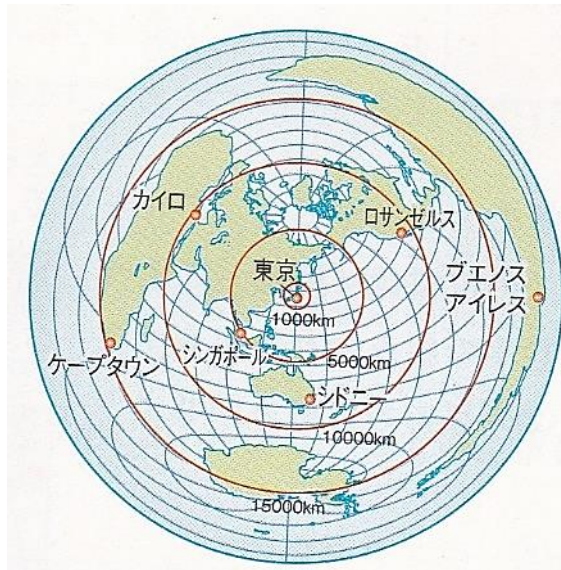 カイロ
ロサンゼルス
東京
ブエノス
アイレス
1000km
シンガポール
5000km
ケープタウン
シドニー
10000km
15000km